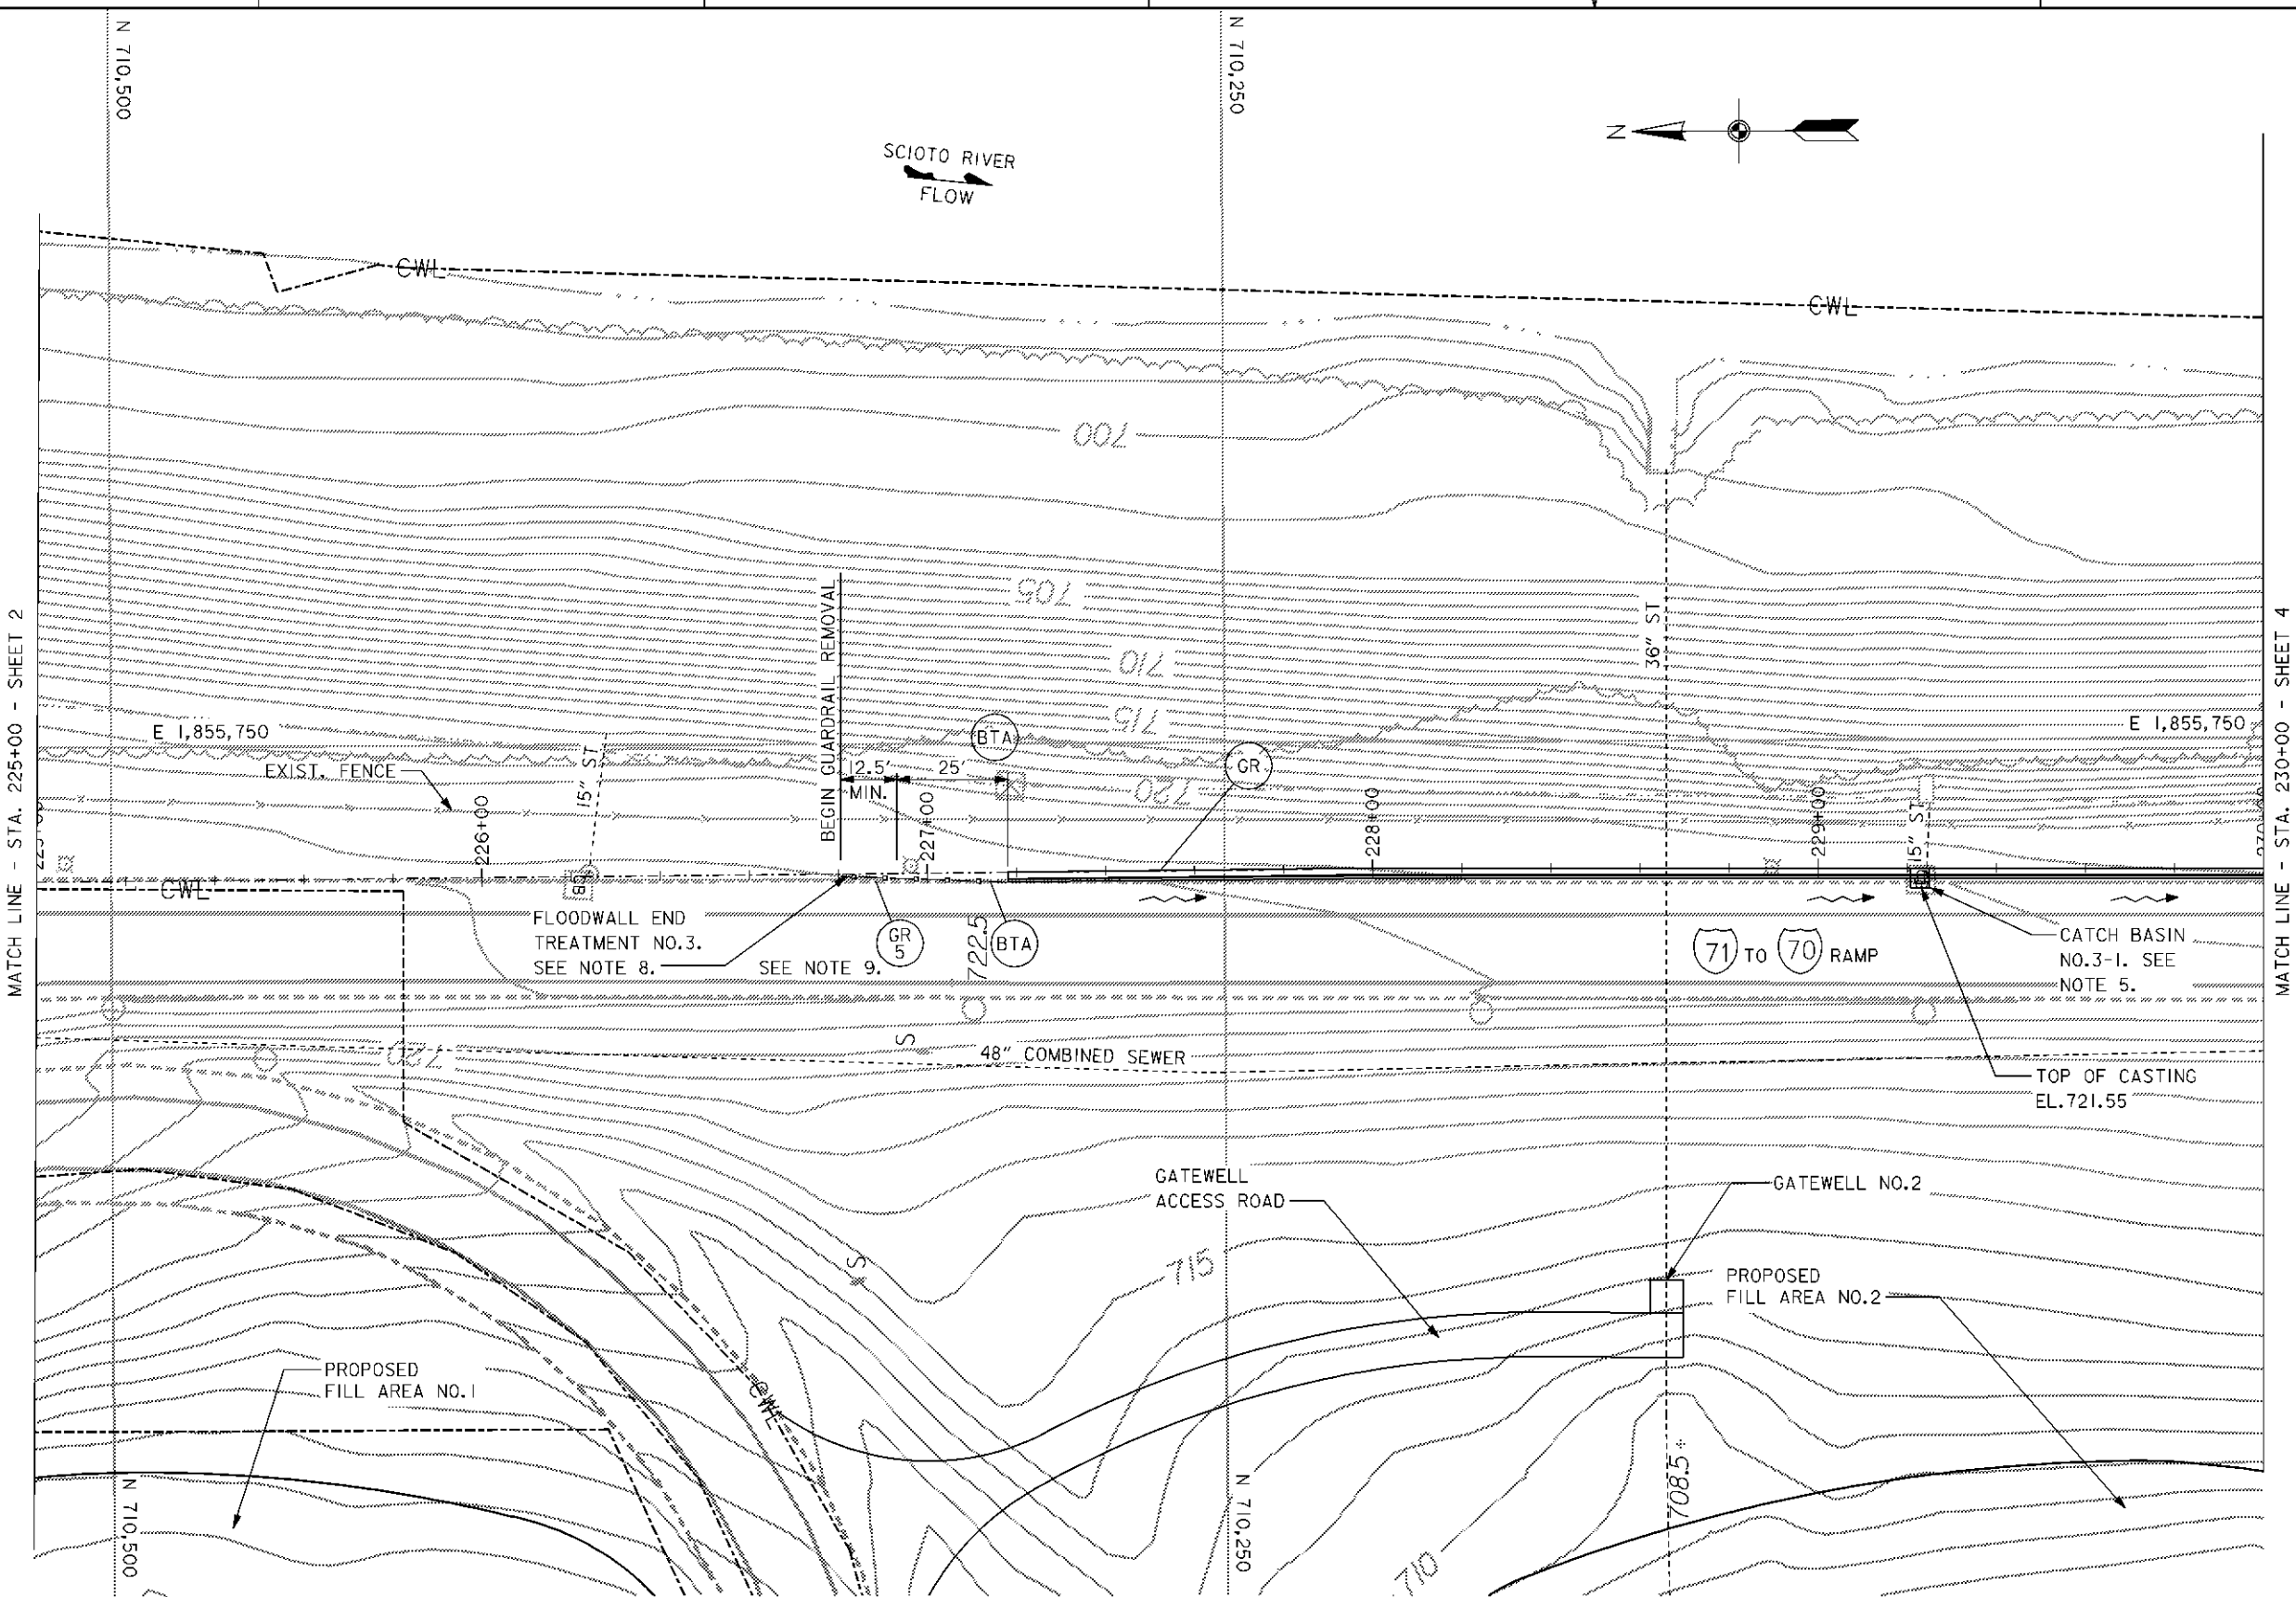 N 710,500
N 710,250
N
SCIOTO RIVER
FLOW
CWL
CWL
700
MATCH LINE - STA. 225+00 - SHEET 2
MATCH LINE - STA. 230+00 - SHEET 4
BEGIN GUARDRAIL REMOVAL
705
36" ST
710
715
E 1,855,750
E 1,855,750
BTA
GR
EXIST. FENCE
15" ST
12.5'
25'
MIN.
720
226+00
227+00
228+00
229+00
15" ST
CB
CWL
FLOODWALL END
TREATMENT NO.3.
SEE NOTE 8.
SEE NOTE 9.
GR
5
722.5
BTA
71 TO 70 RAMP
CATCH BASIN
NO.3-1. SEE
NOTE 5.
S
48" COMBINED SEWER
TOP OF CASTING
EL.721.55
GATEWELL
ACCESS ROAD
GATEWELL NO.2
S
715
PROPOSED
FILL AREA NO.2
PROPOSED
FILL AREA NO.1
CWL
N 710,500
N 710,250
708.5
710